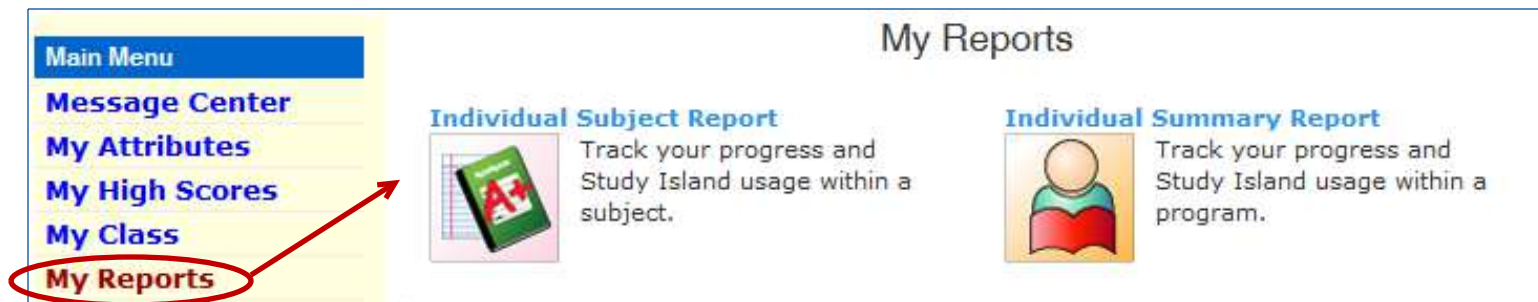 Main Menu
Message Center
My Attributes
My High Scores
My Class
My Reports
My Reports
Individual Subject Report
Track your progress and
Study Island usage within a
subject.
A+
Individual Summary Report
Track your progress and
Study Island usage within a
program.